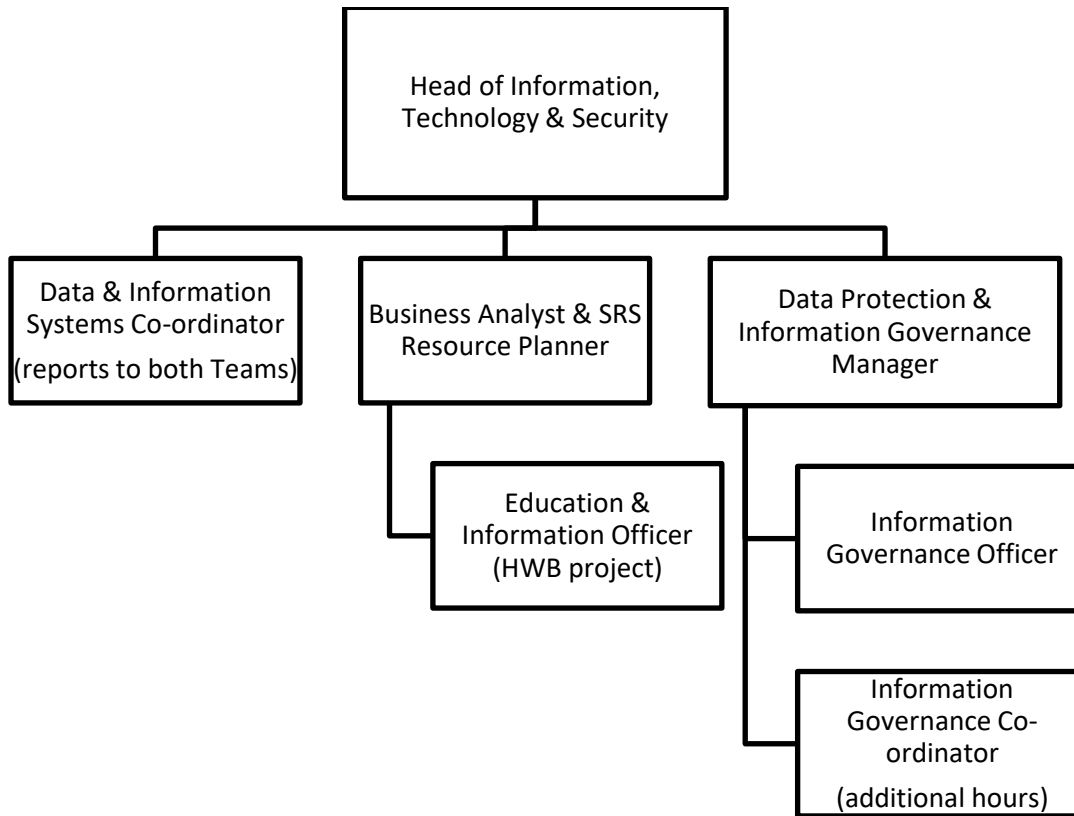 Head of Information,
Technology & Security
Data & Information
Systems Co-ordinator
(reports to both Teams)
Business Analyst & SRS
Resource Planner
Data Protection &
Information Governance
Manager
Education &
Information Officer
(HWB project)
Information
Governance Officer
Information
Governance Co-
ordinator
(additional hours)